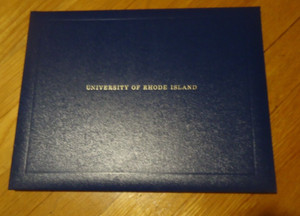 UNIVERSITY OF RHODE ISLAND